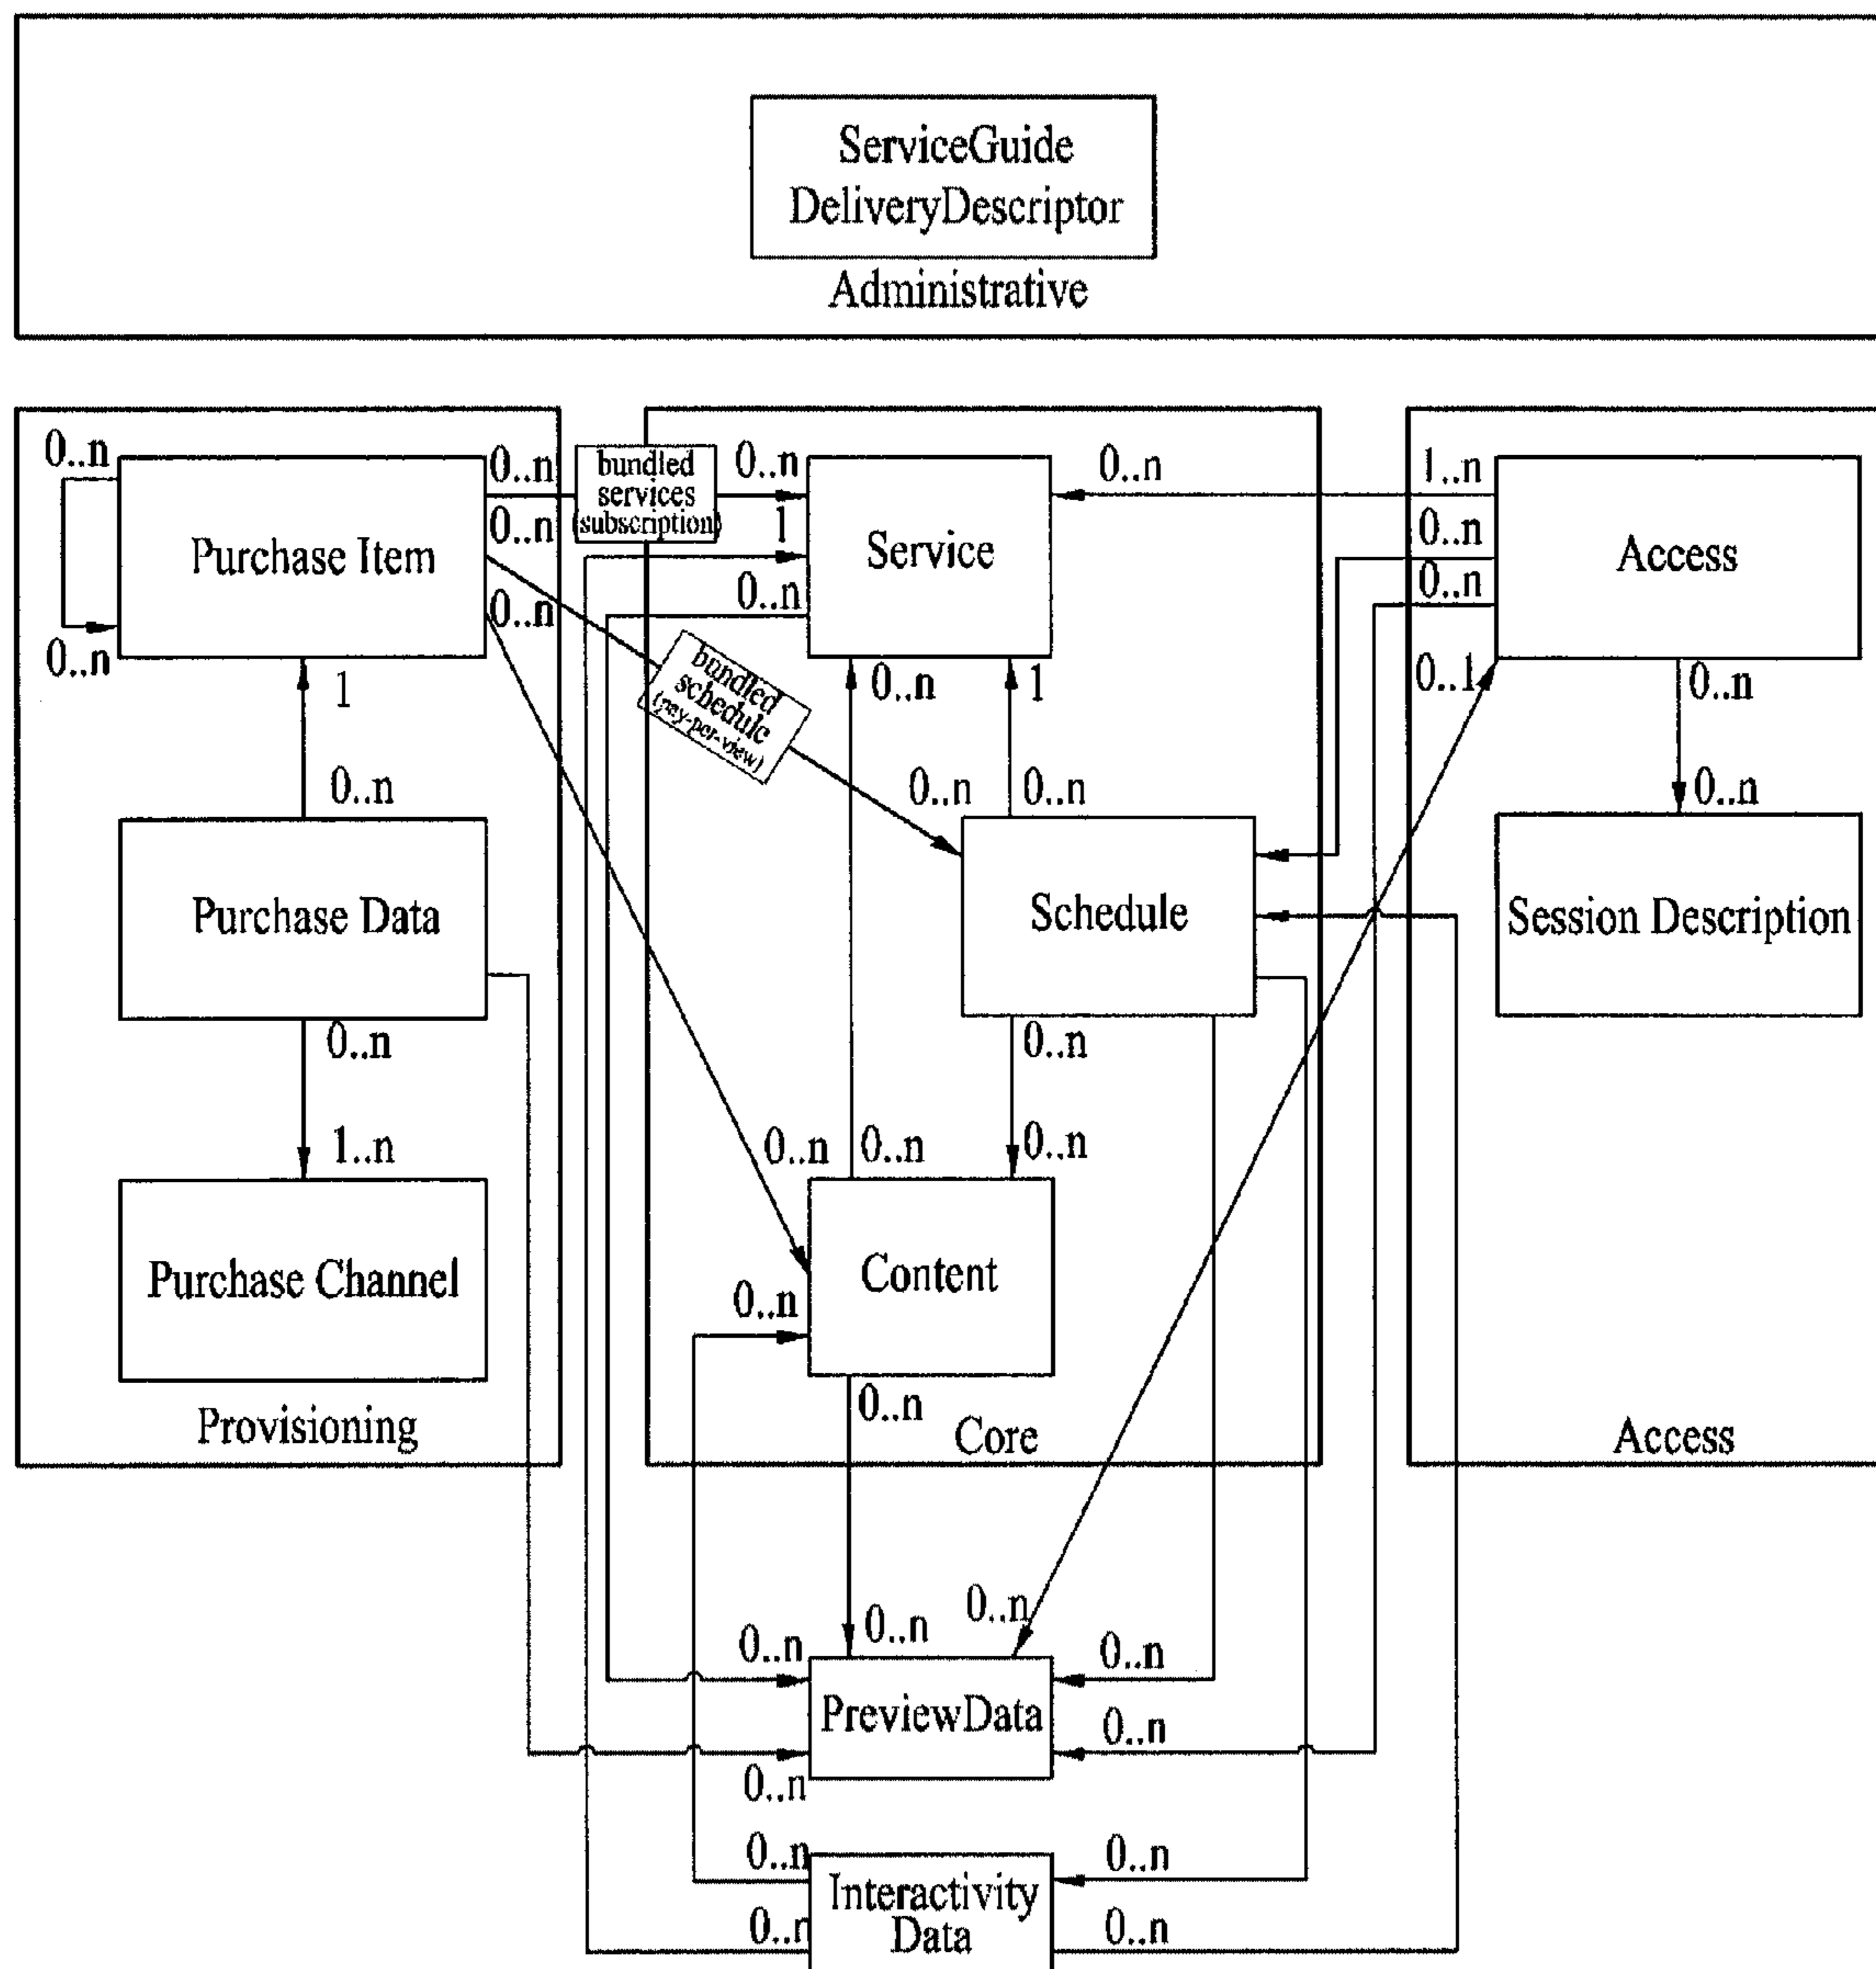 ServiceGuide
DeliveryDescriptor
Administrative
0..n
0..n
bundled
services
(subscription)
0..n
0..n
1..n
0..n
1
0..n
Purchase Item
Service
Access
0..n
0..n
0..n
0..n
bundled
schedule
(pay-per-view)
0..n
1
0..n
1
0..1
0..n
0..n
0..n
0..n
0..n
Purchase Data
Schedule
Session Description
0..n
0..n
1..n
0..n
0..n
0..n
Purchase Channel
Content
0..n
0..n
Provisioning
Core
Access
0..n
0..n
0..n
0..n
PreviewData
0..n
0..n
0..n
0..n
Interactivity
Data
0..n
0..n